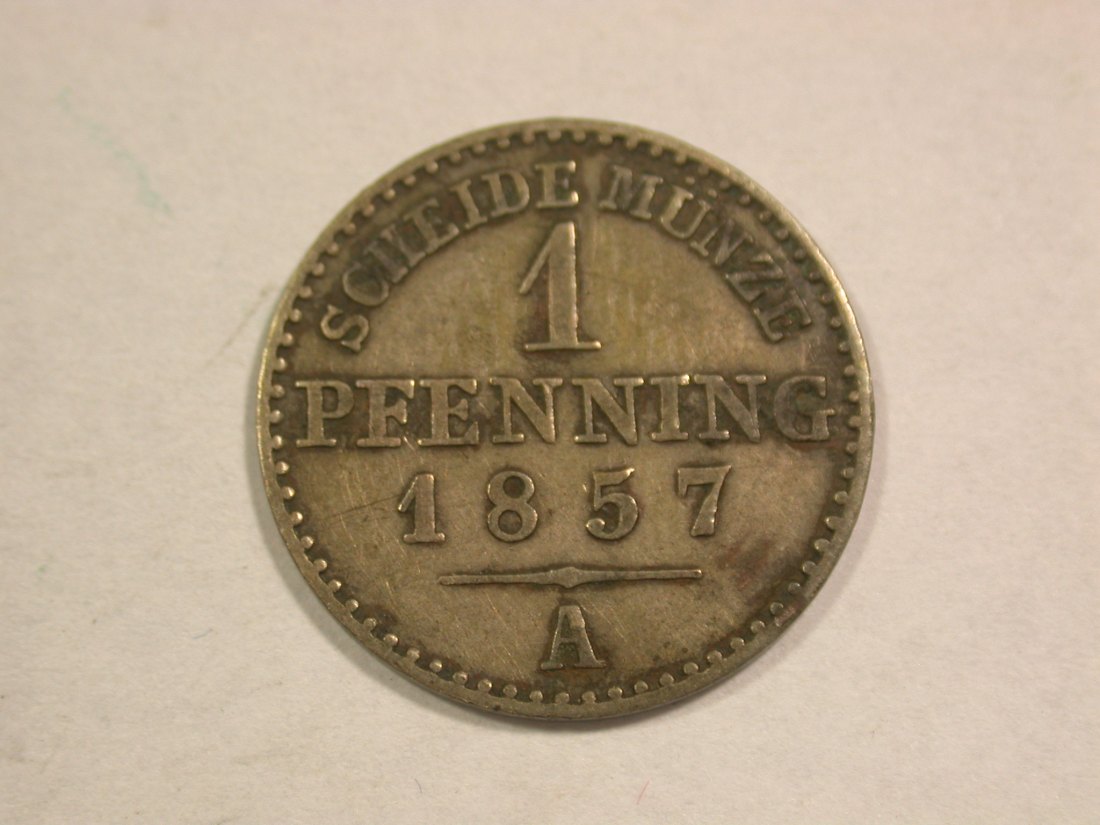 SCHEIDE MÜNZE
1
PFENNING
1857
A